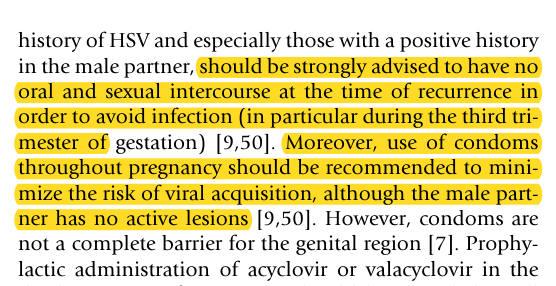 history of HSV and especially those with a positive history
in the male partner, should be strongly advised to have no
oral and sexual intercourse at the time of recurrence in
order to avoid infection (in particular during the third tri-
mester of gestation) [9,50]. Moreover, use of condoms
throughout pregnancy should be recommended to mini-
mize the risk of viral acquisition, although the male part-
ner has no active lesions [9,50]. However, condoms are
not a complete barrier for the genital region [7]. Prophy-
lactic administration of acyclovir or valacyclovir in the